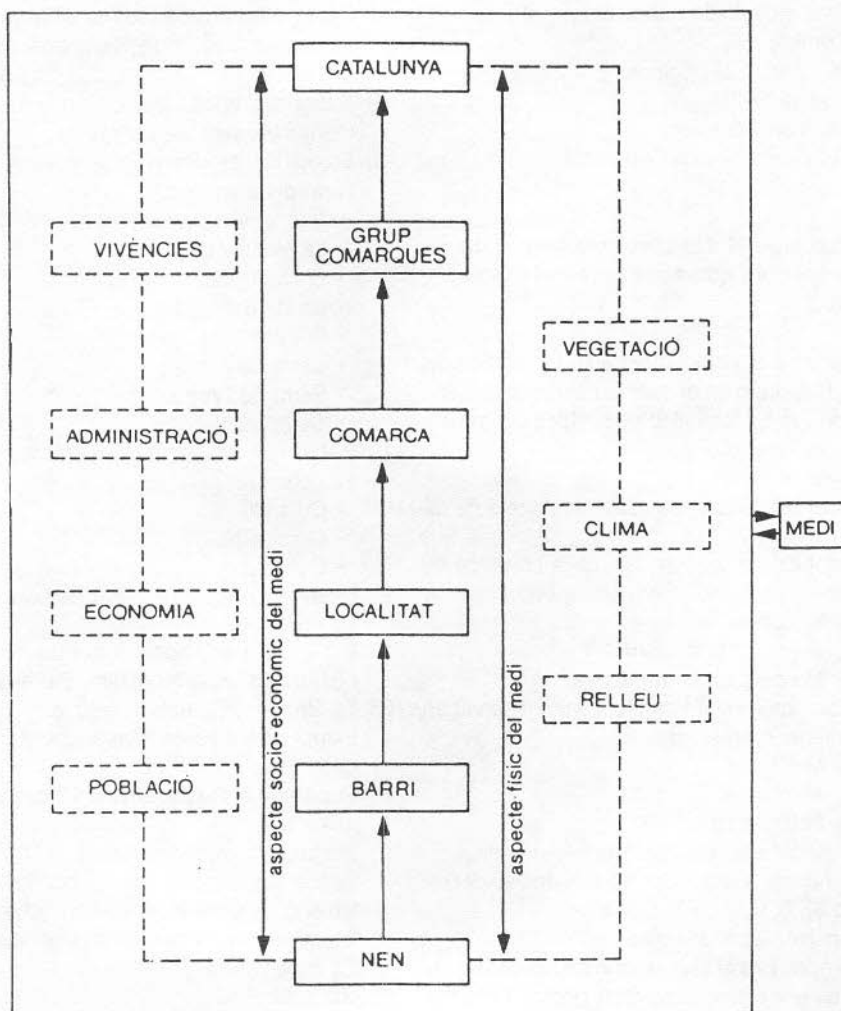 CATALUNYA
VIVÈNCIES
GRUP
COMARQUES
VEGETACIÓ
ADMINISTRACIÓ
COMARCA
CLIMA
MEDI
ECONOMIA
LOCALITAT
RELLEU
POBLACIÓ
BARRI
NEN
aspecte socio-econòmic del medi
aspecte físic del medi